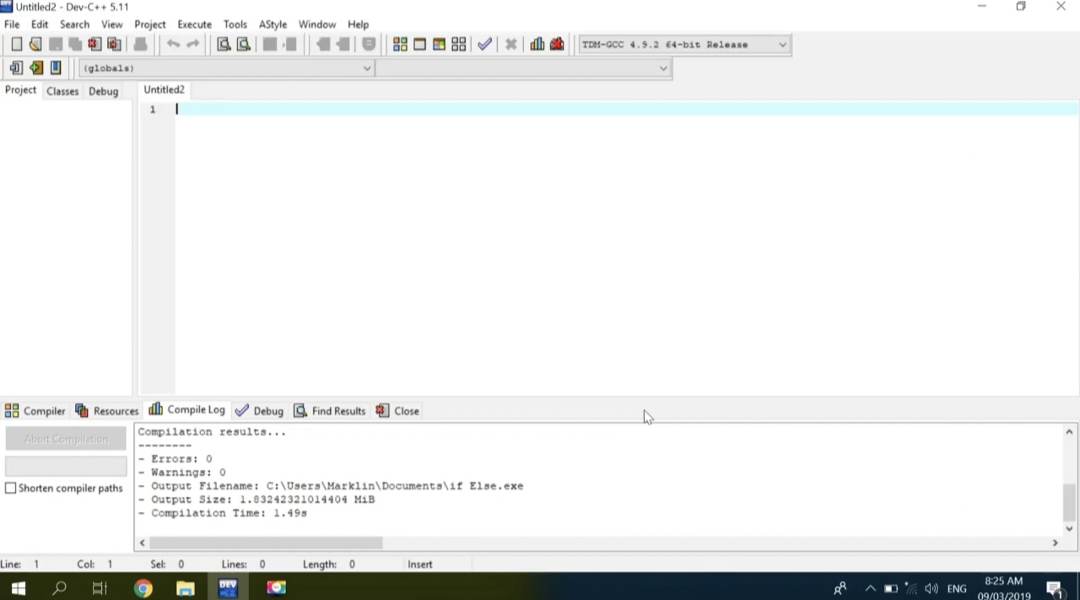 Untitled2 - Dev-C++ 5.11
File Edit Search View Project Execute Tools AStyle Window Help
TDM-GCC 4.9.2 64-bit Release
(globals)
Project Classes Debug Untitled2
1
Compiler Resources Compile Log Debug Find Results Close
Abort Compilation
Shorten compiler paths
Compilation results...
--------
- Errors: 0
- Warnings: 0
- Output Filename: C:\Users\Marklin\Documents\if Else.exe
- Output Size: 1.83242321014404 MiB
- Compilation Time: 1.49s
Line: 1 Col: 1 Sel: 0 Lines: 0 Length: 0 Insert
DEV
ENG
8:25 AM
09/03/2019
1